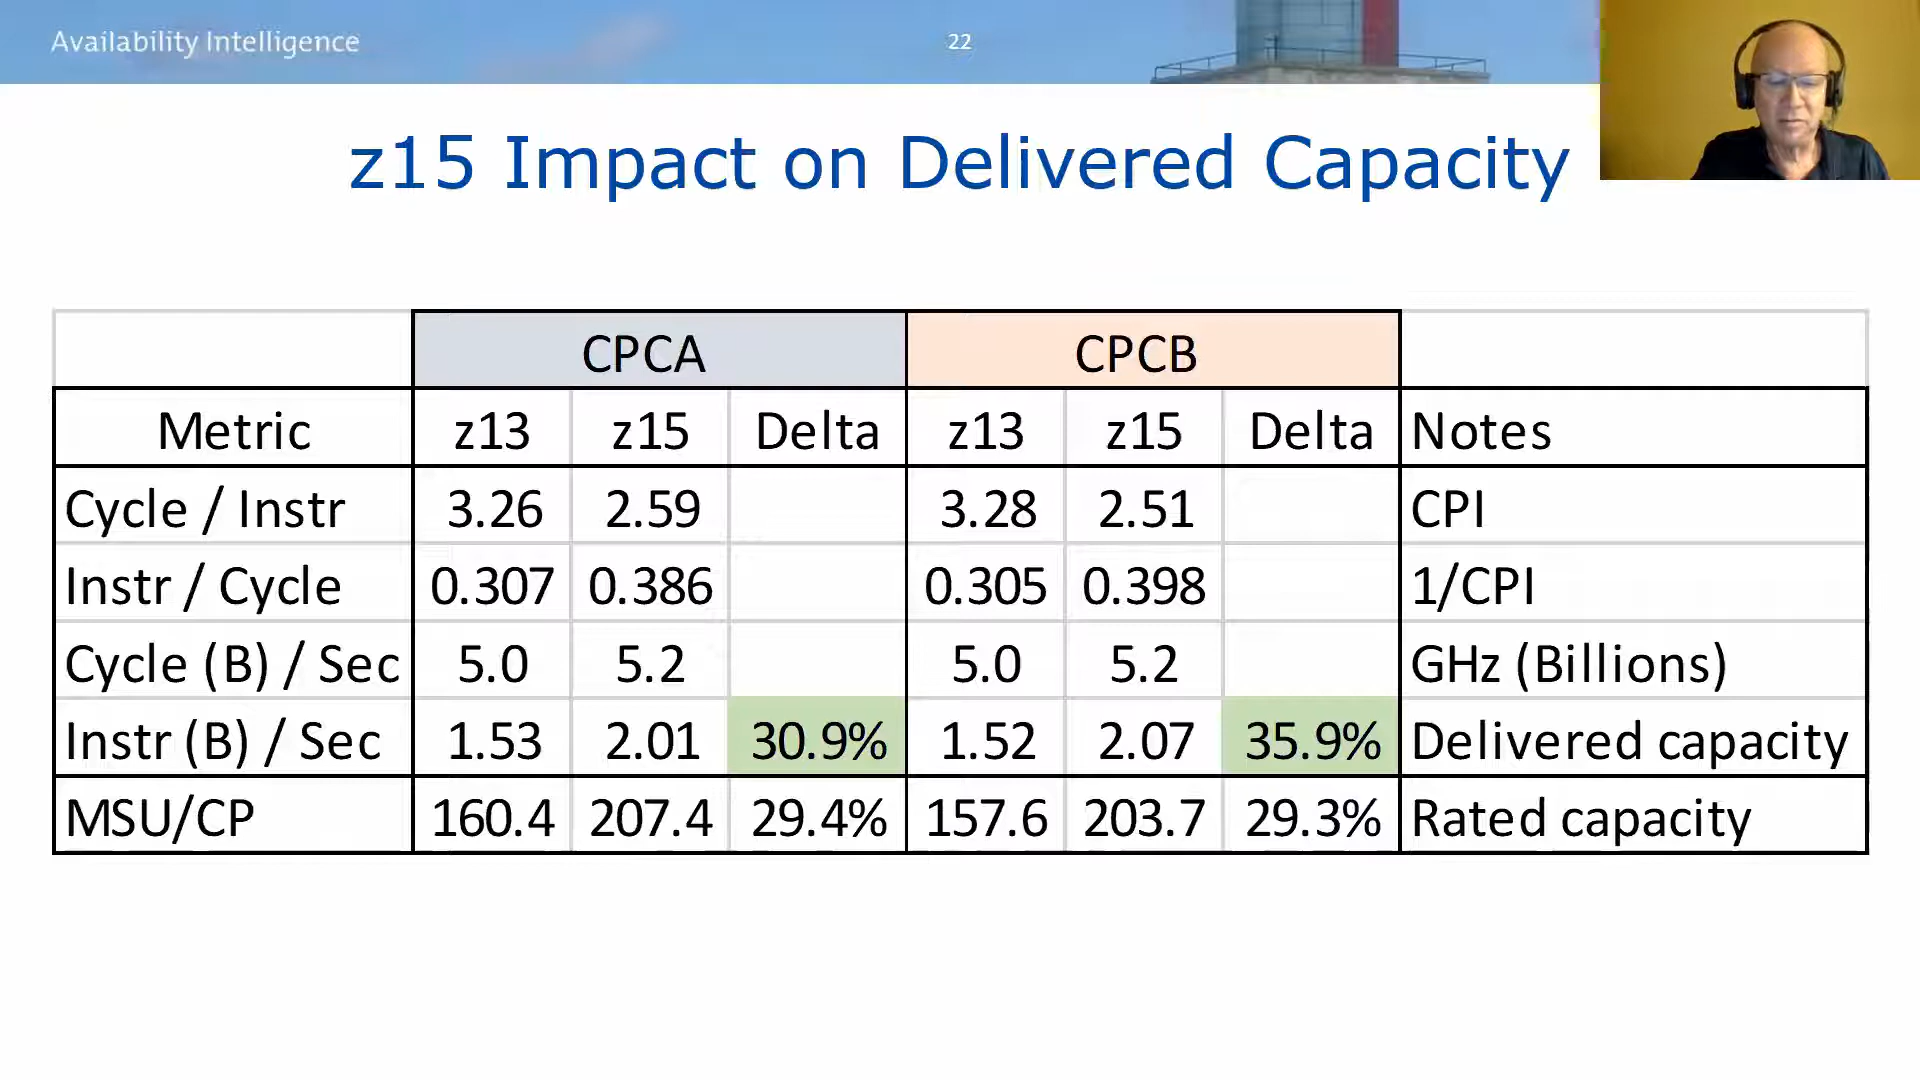 Availability Intelligence
22
z15 Impact on Delivered Capacity
CPCA CPCB
Metric z13 z15 Delta z13 z15 Delta Notes
Cycle / Instr 3.26 2.59 3.28 2.51 CPI
Instr / Cycle 0.307 0.386 0.305 0.398 1/CPI
Cycle (B) / Sec 5.0 5.2 5.0 5.2 GHz (Billions)
Instr (B) / Sec 1.53 2.01 30.9% 1.52 2.07 35.9% Delivered capacity
MSU/CP 160.4 207.4 29.4% 157.6 203.7 29.3% Rated capacity